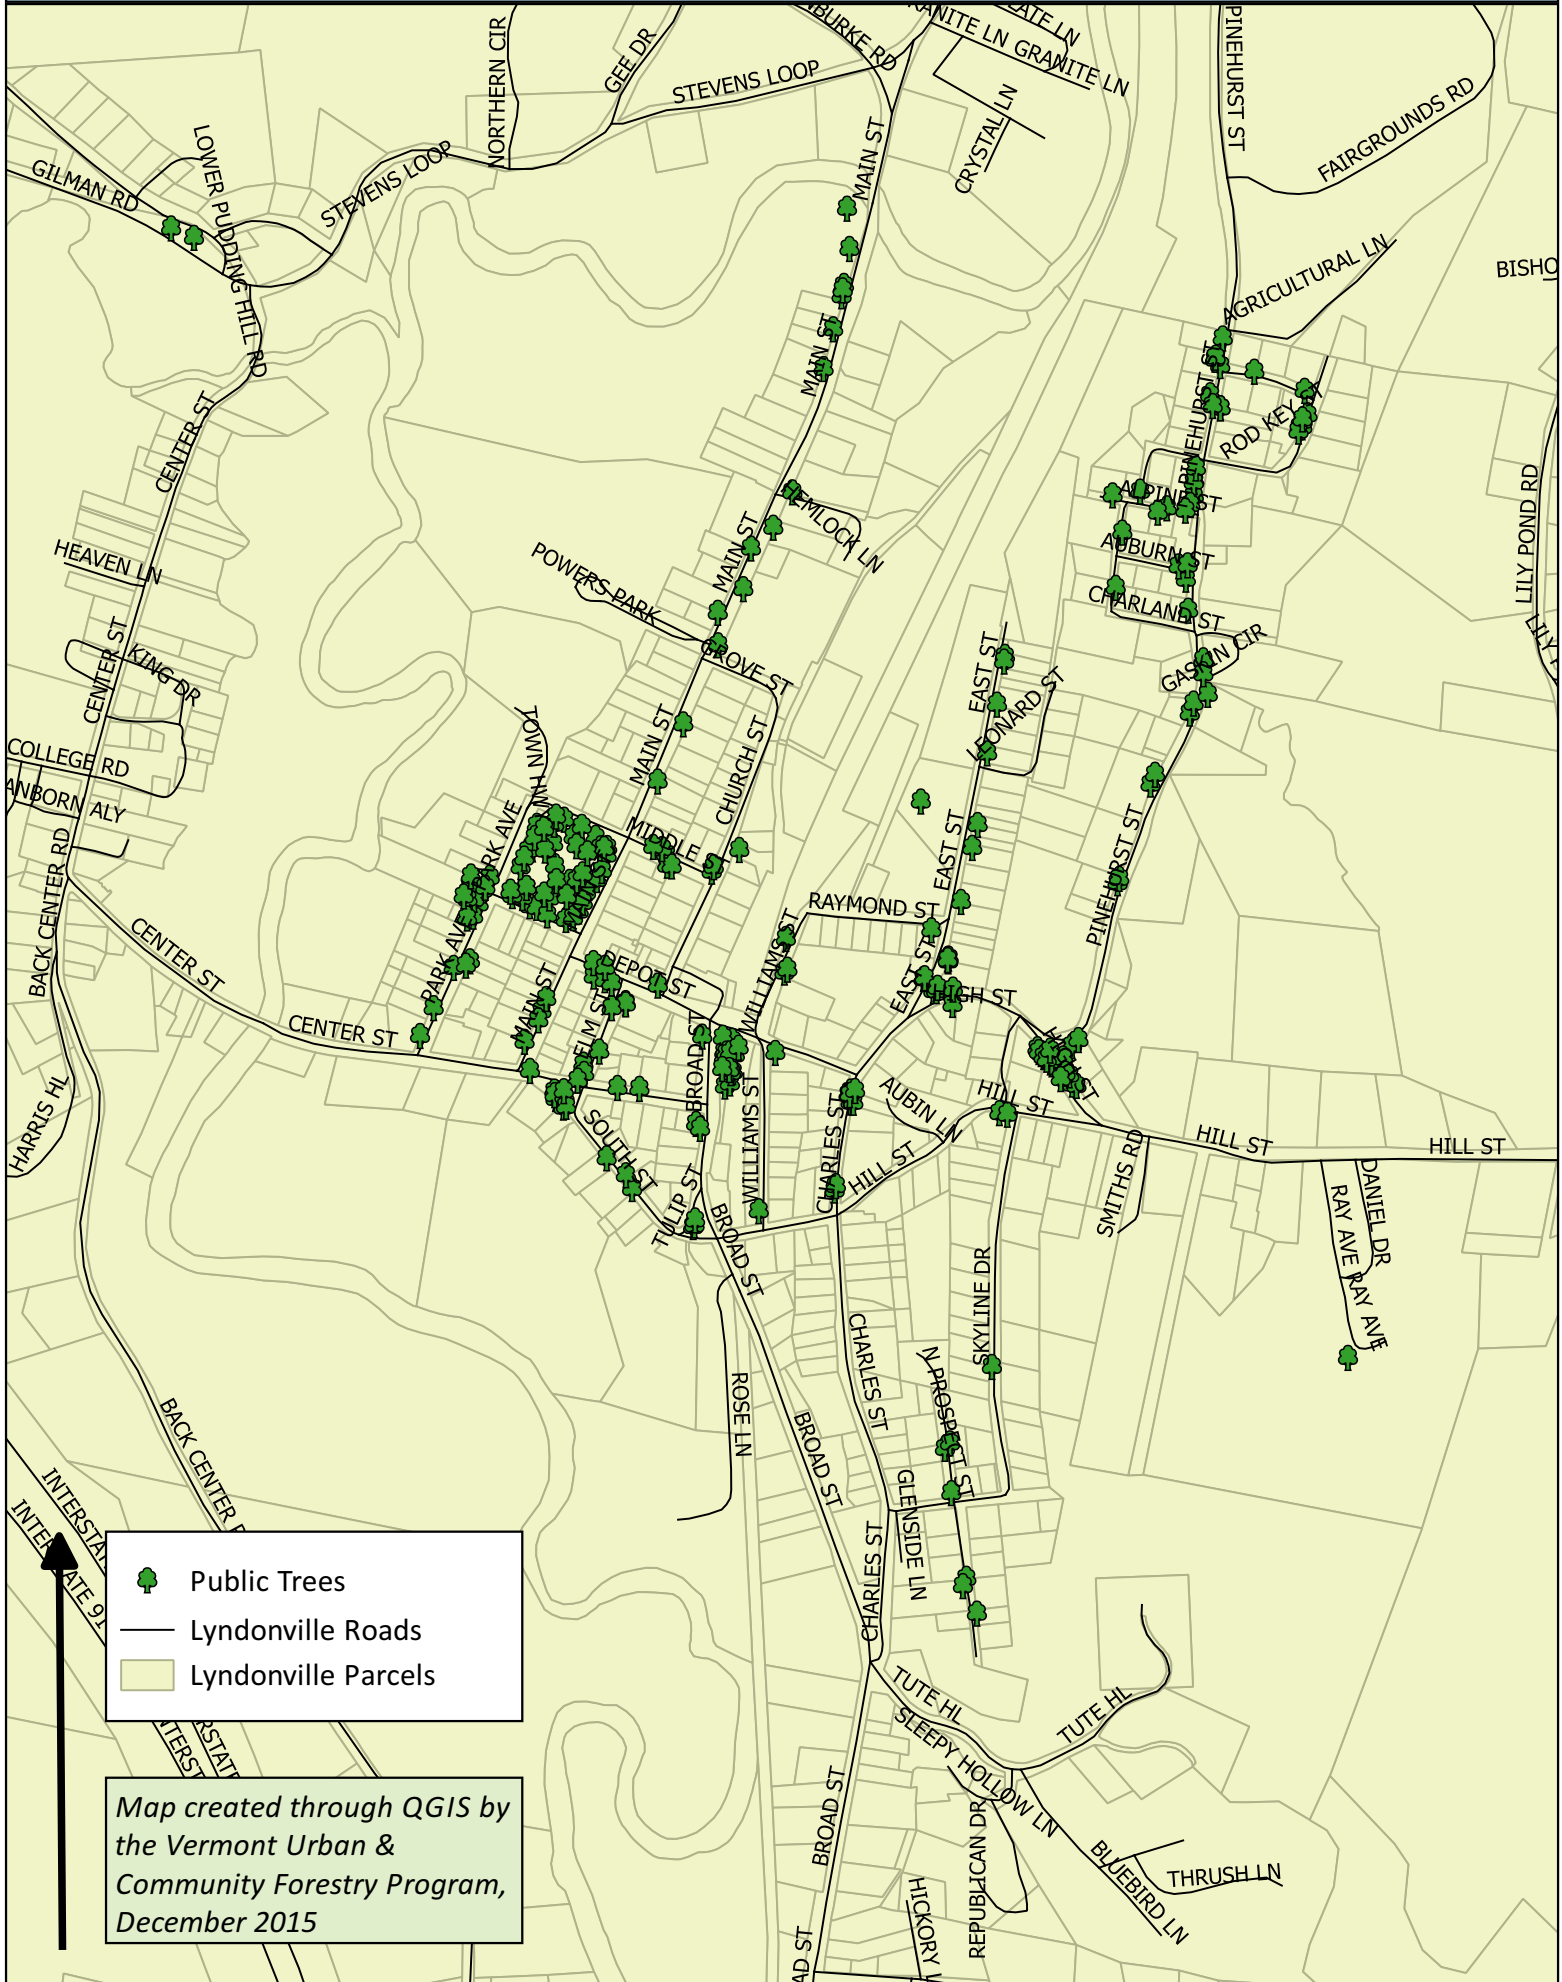 NORTHERN CIR
GEE DR
STEVENS LOOP
GRANITE LN
CRYSTAL LN
MAIN ST
PINEHURST ST
FAIRGROUNDS RD
GILMAN RD
LOWER PUDDING HILL RD
STEVENS LOOP
AGRICULTURAL LN
BISHO
MAIN ST
PINEHURST ST
CENTER ST
ALPINE ST
LILY POND RD
HEMLOCK LN
MAIN ST
HEAVEN LN
POWERS PARK
AUBURN ST
CHARLAND ST
GASKIN CIR
GROVE ST
EAST ST
LEONARD ST
CENTER ST
KING DR
COLLEGE RD
ANBORN ALY
MAIN ST
CHURCH ST
PARK AVE
MIDDLE ST
EAST ST
PINEHURST ST
BACK CENTER RD
CENTER ST
RAYMOND ST
WILLIAMS ST
PARK AVE
MAIN ST
DEPOT ST
EAST ST
HIGH ST
CENTER ST
MAIN ST
ELM ST
BROAD ST
WILLIAMS ST
CHARLES ST
AUBIN LN
HILL ST
HILL ST
HILL ST
HILL ST
HARRIS HL
SOUTH ST
TULIP ST
BROAD ST
SMITHS RD
DANIEL DR
RAY AVE
RAY AVE
SKYLINE DR
CHARLES ST
N PROSPECT ST
ROSE LN
BROAD ST
GLENSIDE LN
CHARLES ST
BACK CENTER R
INTERSTA
INTERSTATE 91
Public Trees
Lyndonville Roads
Lyndonville Parcels
NTERST
RSTATE
Map created through QGIS by
the Vermont Urban &
Community Forestry Program,
December 2015
TUTE HL
TUTE HL
SLEEPY HOLLOW LN
BROAD ST
REPUBLICAN DR
BLUEBIRD LN
THRUSH LN
HICKORY L
AD ST